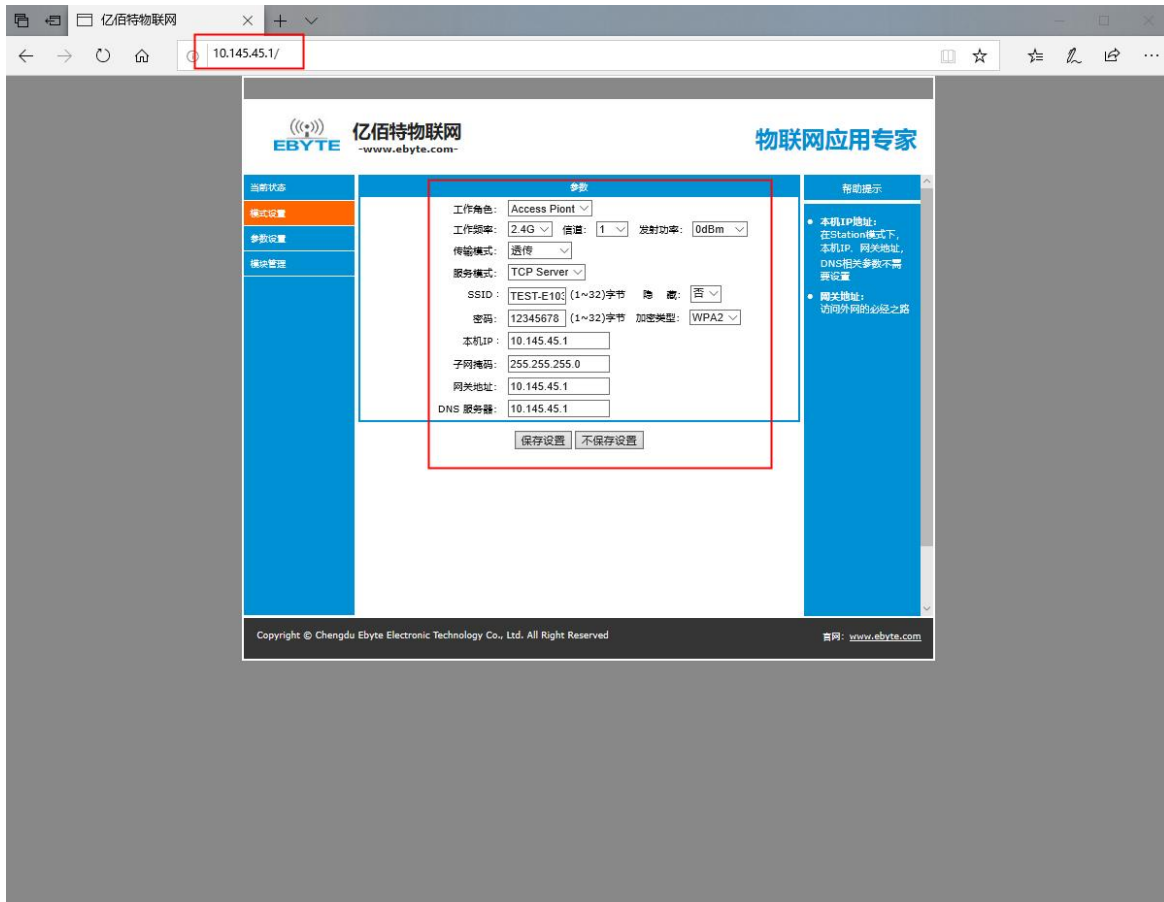 亿佰特物联网
10.145.45.1/
EBYTE 亿佰特物联网
-www.ebyte.com-
物联网应用专家
当前状态
模式设置
参数设置
模块管理
参数
工作角色: Access Piont
工作频率: 2.4G 信道: 1 发射功率: 0dBm
传输模式: 透传
服务模式: TCP Server
SSID : TEST-E103 (1~32)字节 隐 藏: 否
密码: 12345678 (1~32)字节 加密类型: WPA2
本机IP : 10.145.45.1
子网掩码: 255.255.255.0
网关地址: 10.145.45.1
DNS 服务器: 10.145.45.1
保存设置 不保存设置
帮助提示
• 本机IP地址:
在Station模式下,
本机IP、网关地址,
DNS相关参数不需
要设置
• 网关地址:
访问外网的必经之路
Copyright © Chengdu Ebyte Electronic Technology Co., Ltd. All Right Reserved
官网: www.ebyte.com